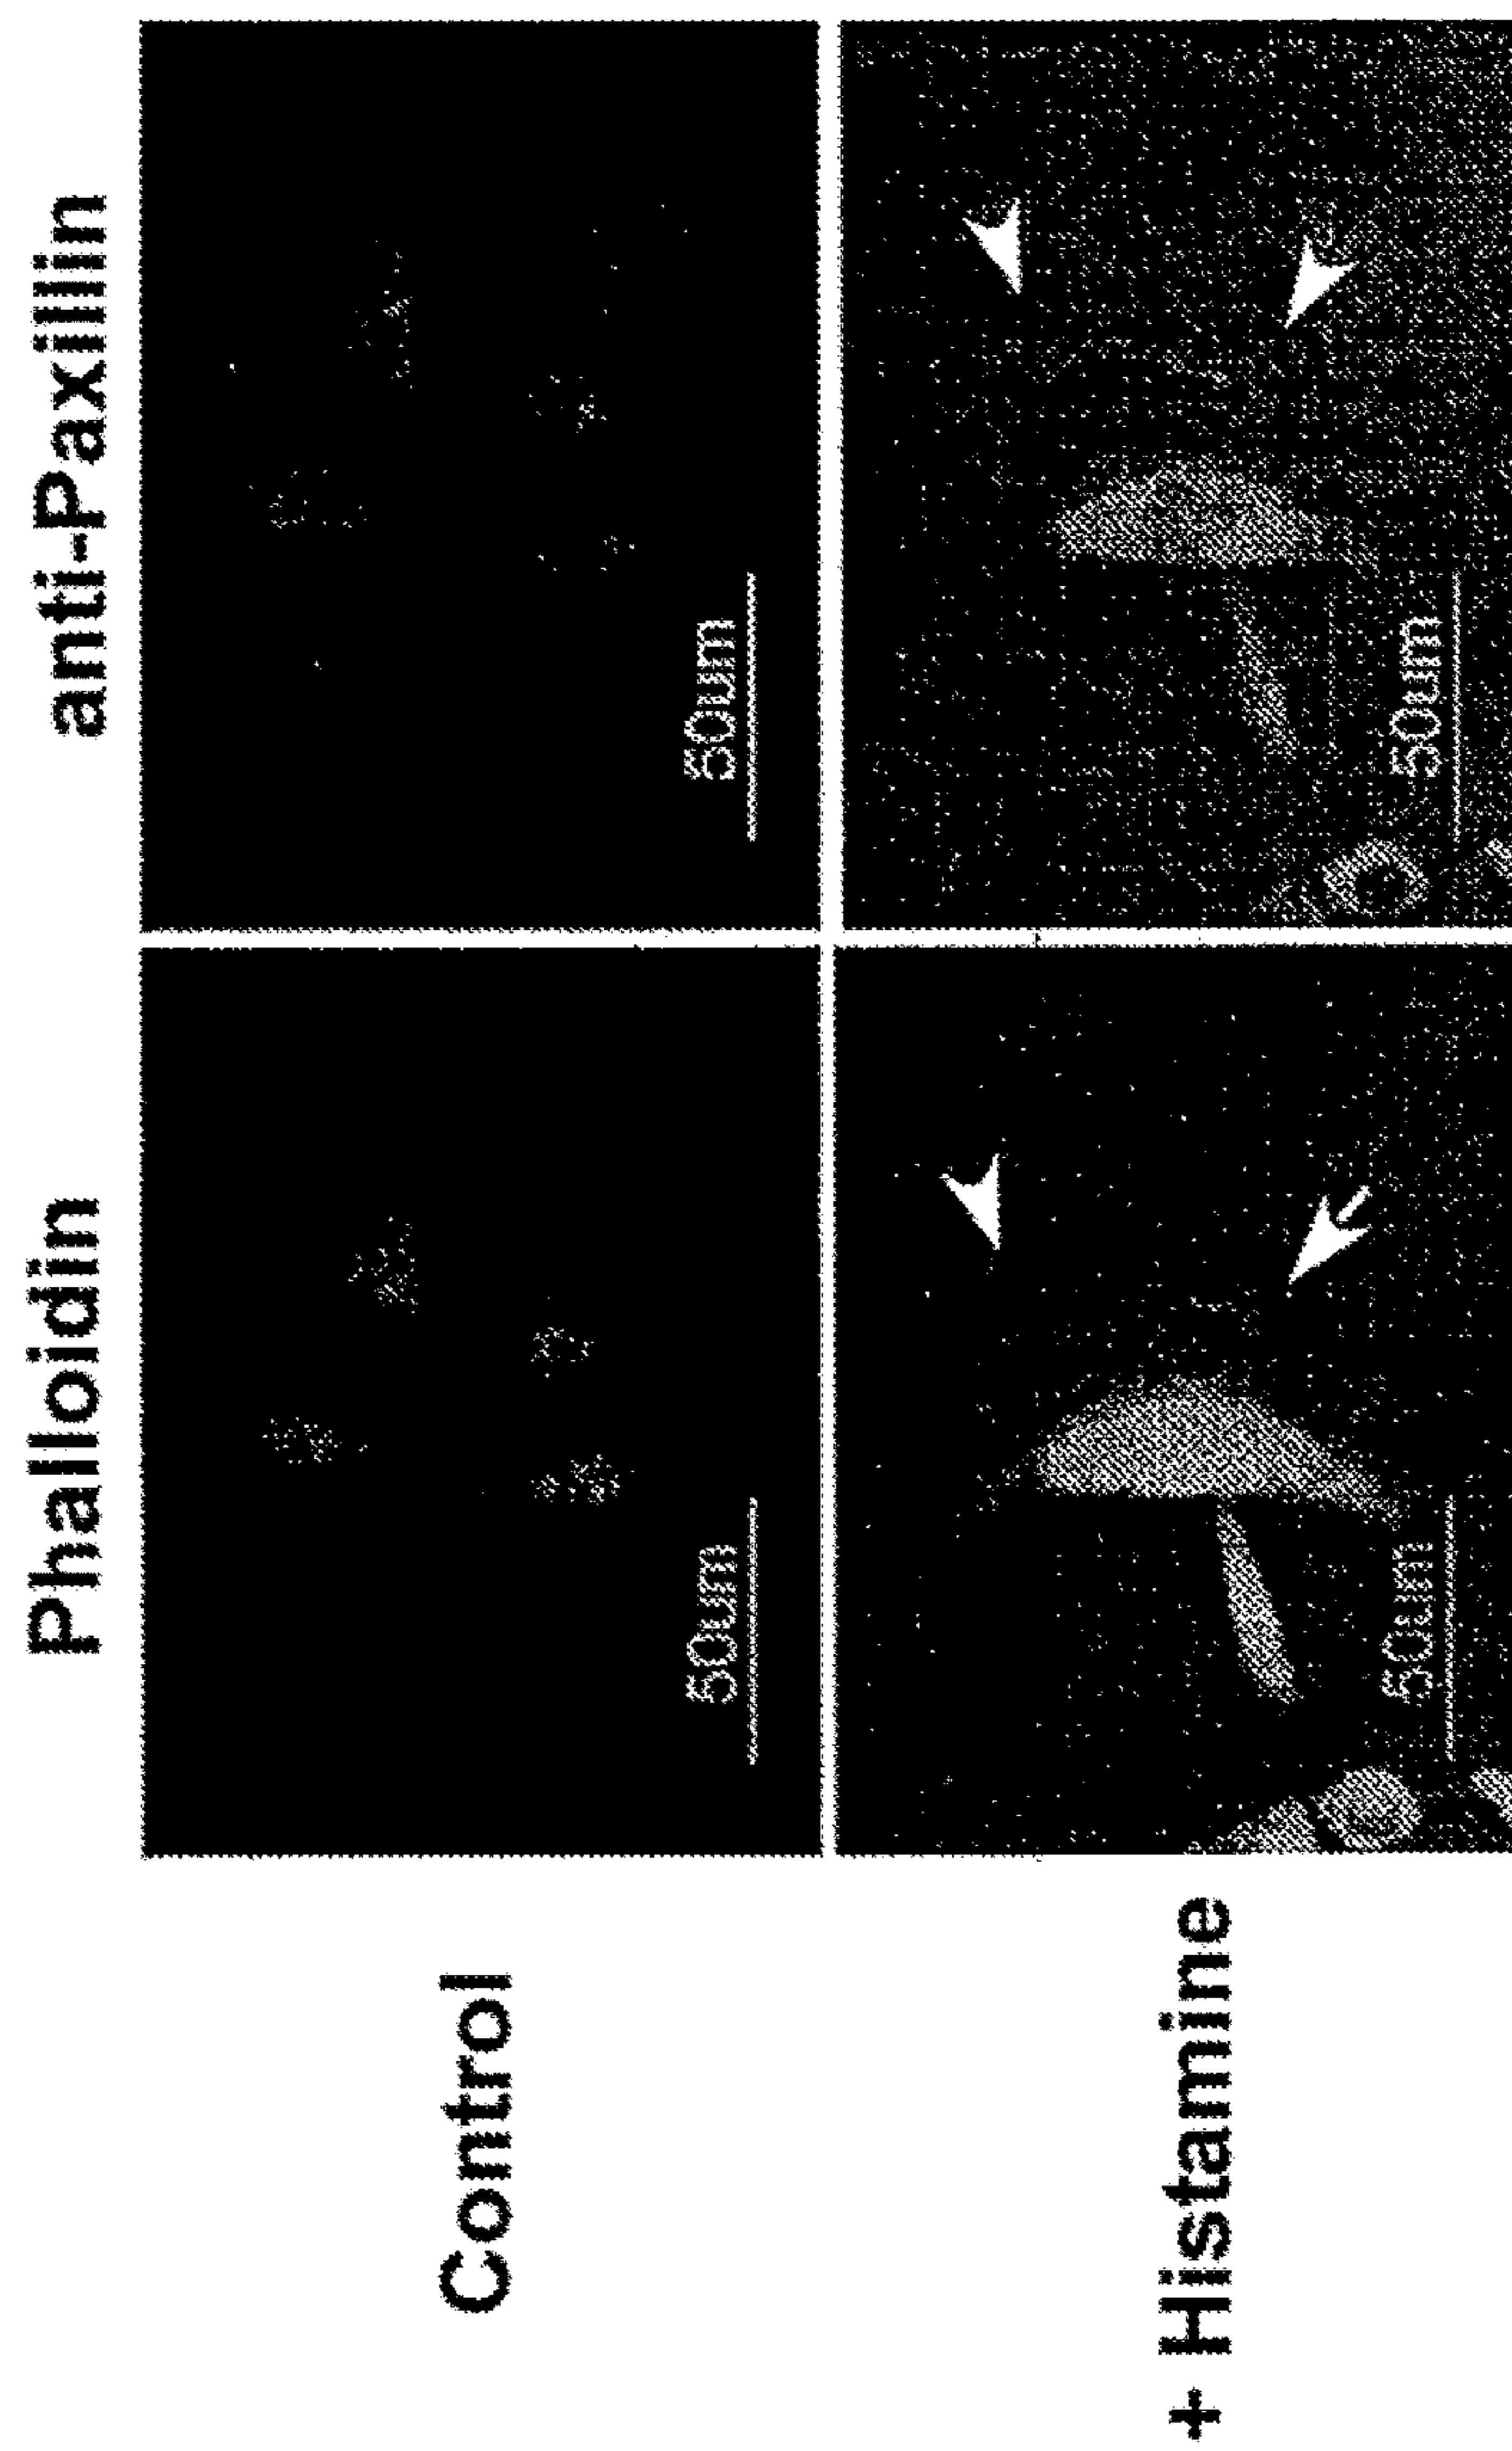 Phalloidin
anti-Paxillin
Control
50um
50um
+ Histamine
50um
50um